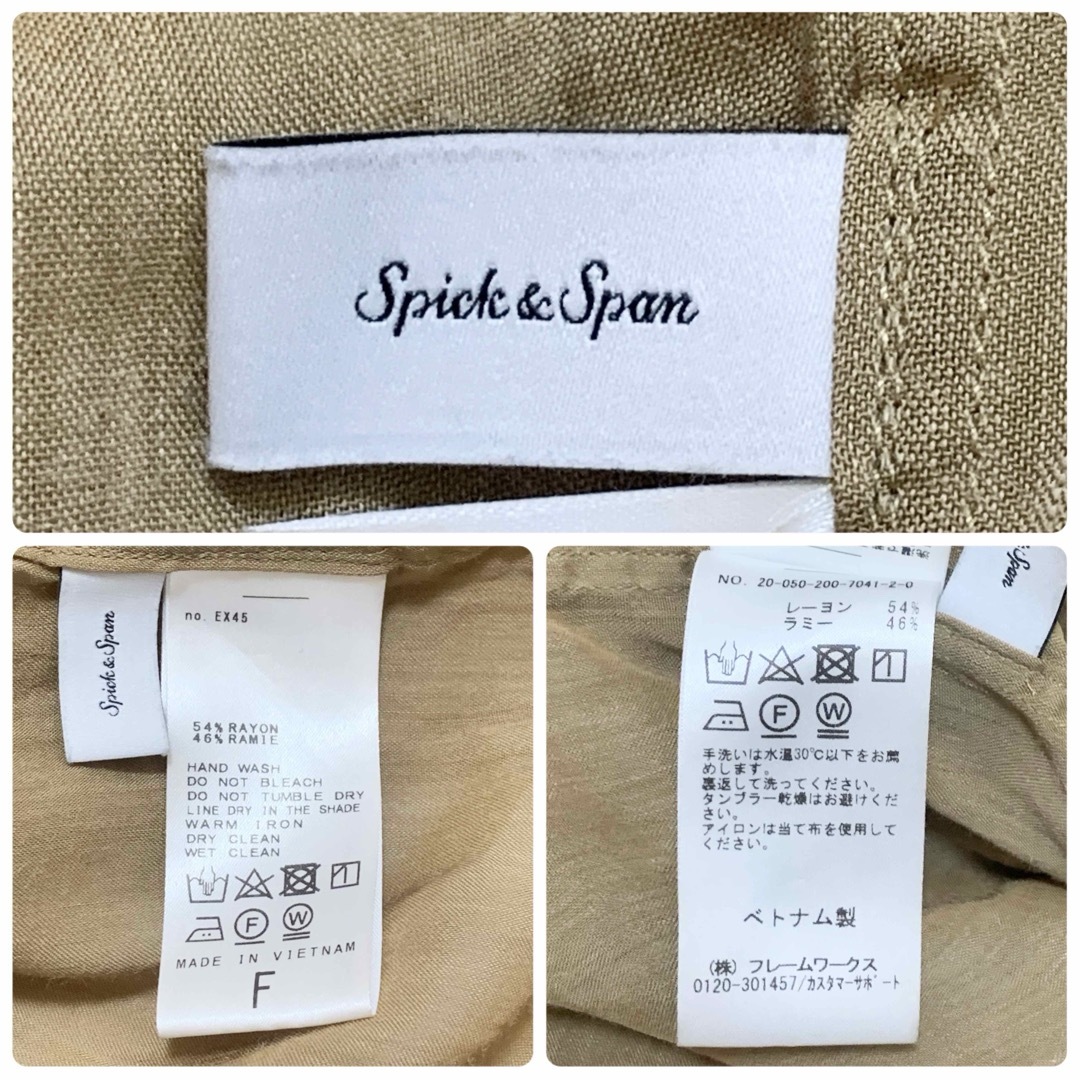 Spick & Span
Spick & Span
no. EX45
54% RAYON
46% RAMIE
HAND WASH
DO NOT BLEACH
DO NOT TUMBLE DRY
LINE DRY IN THE SHADE
WARM IRON
DRY CLEAN
WET CLEAN
F W
MADE IN VIETNAM
F
NO. 20-050-200-7041-2-0
レーヨン 54%
ラミー 46%
F W
手洗いは水温30℃以下をお薦
めします。
裏返して洗ってください。
タンブラー乾燥はお避けくだ
さい。
アイロンは当て布を使用して
ください。
ベトナム製
(株) フレームワークス
0120-301457/カスタマーサポート
Span